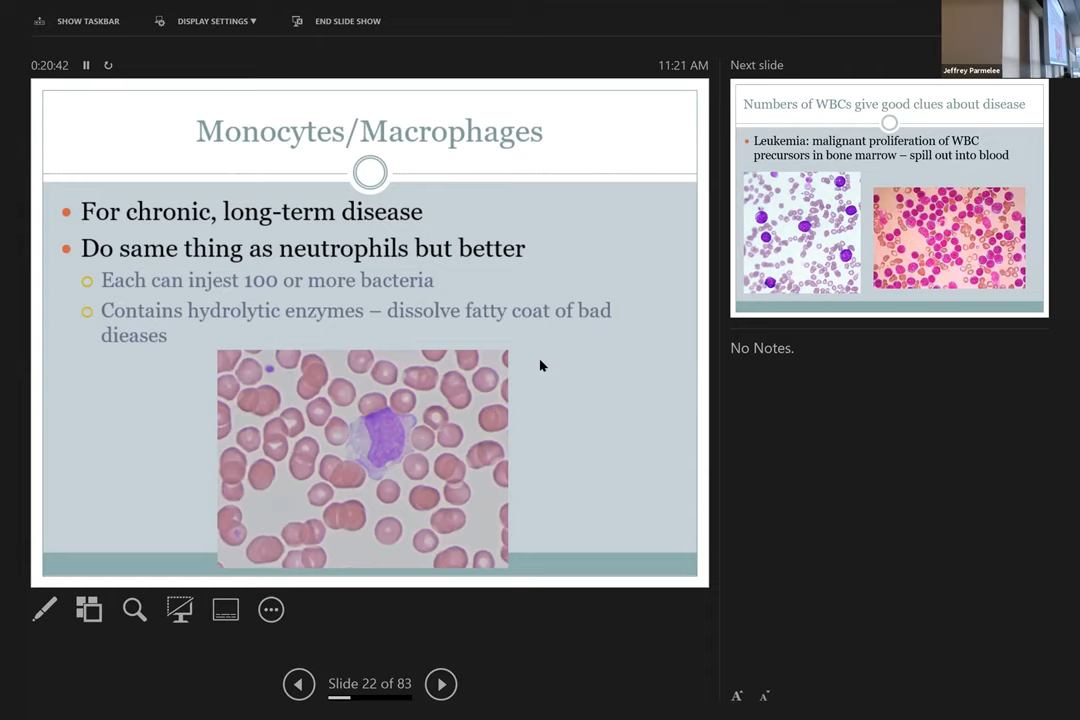 SHOW TASKBAR
DISPLAY SETTINGS ▼
END SLIDE SHOW
Jeffrey Parmelee
0:20:42
11:21 AM
Next slide
Monocytes/Macrophages
• For chronic, long-term disease
• Do same thing as neutrophils but better
Each can injest 100 or more bacteria
Contains hydrolytic enzymes – dissolve fatty coat of bad
dieases
Slide 22 of 83
Numbers of WBCs give good clues about disease
• Leukemia: malignant proliferation of WBC
precursors in bone marrow – spill out into blood
No Notes.
A A